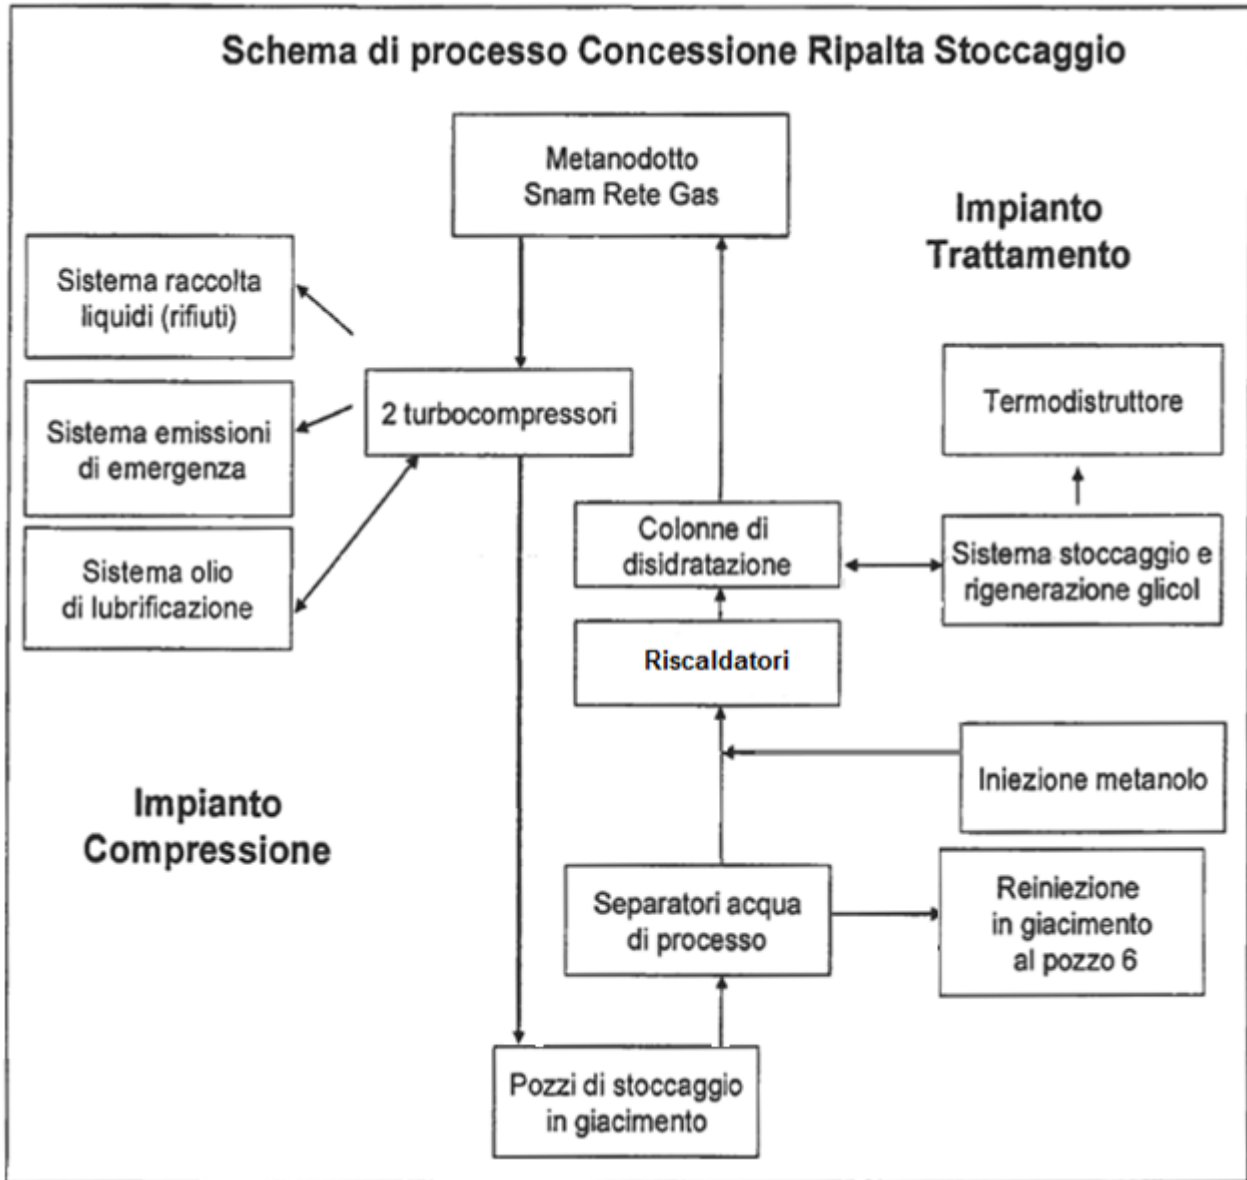 Schema di processo Concessione Ripalta Stoccaggio
Metanodotto
Snam Rete Gas
Impianto
Trattamento
Sistema raccolta
liquidi (rifiuti)
2 turbocompressori
Termodistruttore
Sistema emissioni
di emergenza
Colonne di
disidratazione
Sistema stoccaggio e
rigenerazione glicol
Sistema olio
di lubrificazione
Riscaldatori
Iniezione metanolo
Impianto
Compressione
Separatori acqua
di processo
Reiniezione
in giacimento
al pozzo 6
Pozzi di stoccaggio
in giacimento